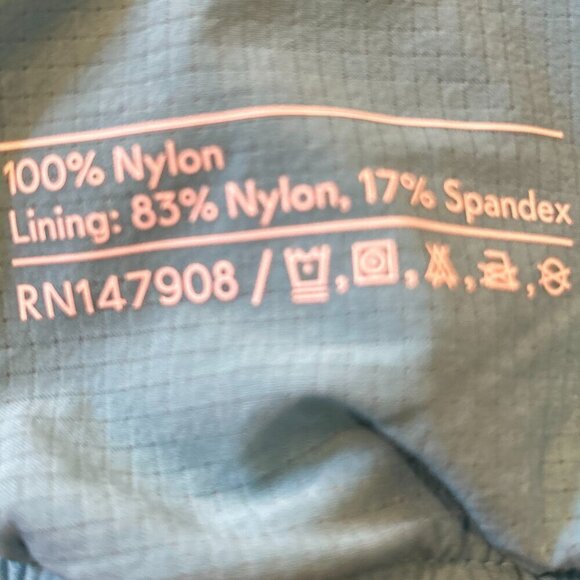 100% Nylon
Lining: 83% Nylon, 17% Spandex
RN147908 /